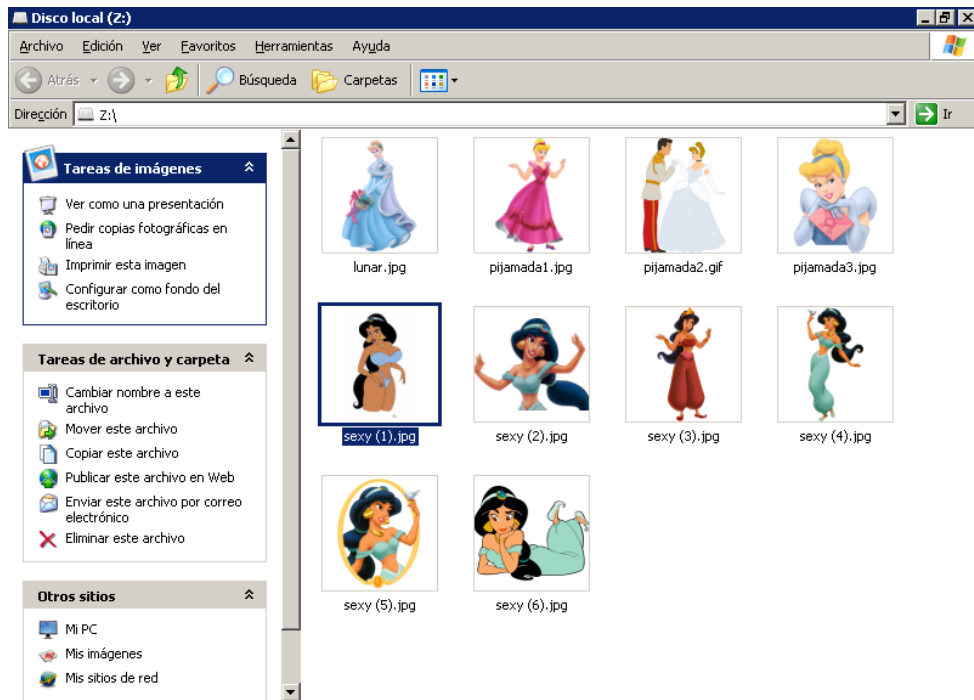 Disco local (Z:)
Archivo Edición Ver Favoritos Herramientas Ayuda
Atrás Búsqueda Carpetas
Dirección Z:\ Ir
Tareas de imágenes
Ver como una presentación
Pedir copias fotográficas en
línea
Imprimir esta imagen
Configurar como fondo del
escritorio
Tareas de archivo y carpeta
Cambiar nombre a este
archivo
Mover este archivo
Copiar este archivo
Publicar este archivo en Web
Enviar este archivo por correo
electrónico
Eliminar este archivo
Otros sitios
Mi PC
Mis imágenes
Mis sitios de red
lunar.jpg pijamada1.jpg pijamada2.gif pijamada3.jpg
sexy (1).jpg sexy (2).jpg sexy (3).jpg sexy (4).jpg
sexy (5).jpg sexy (6).jpg